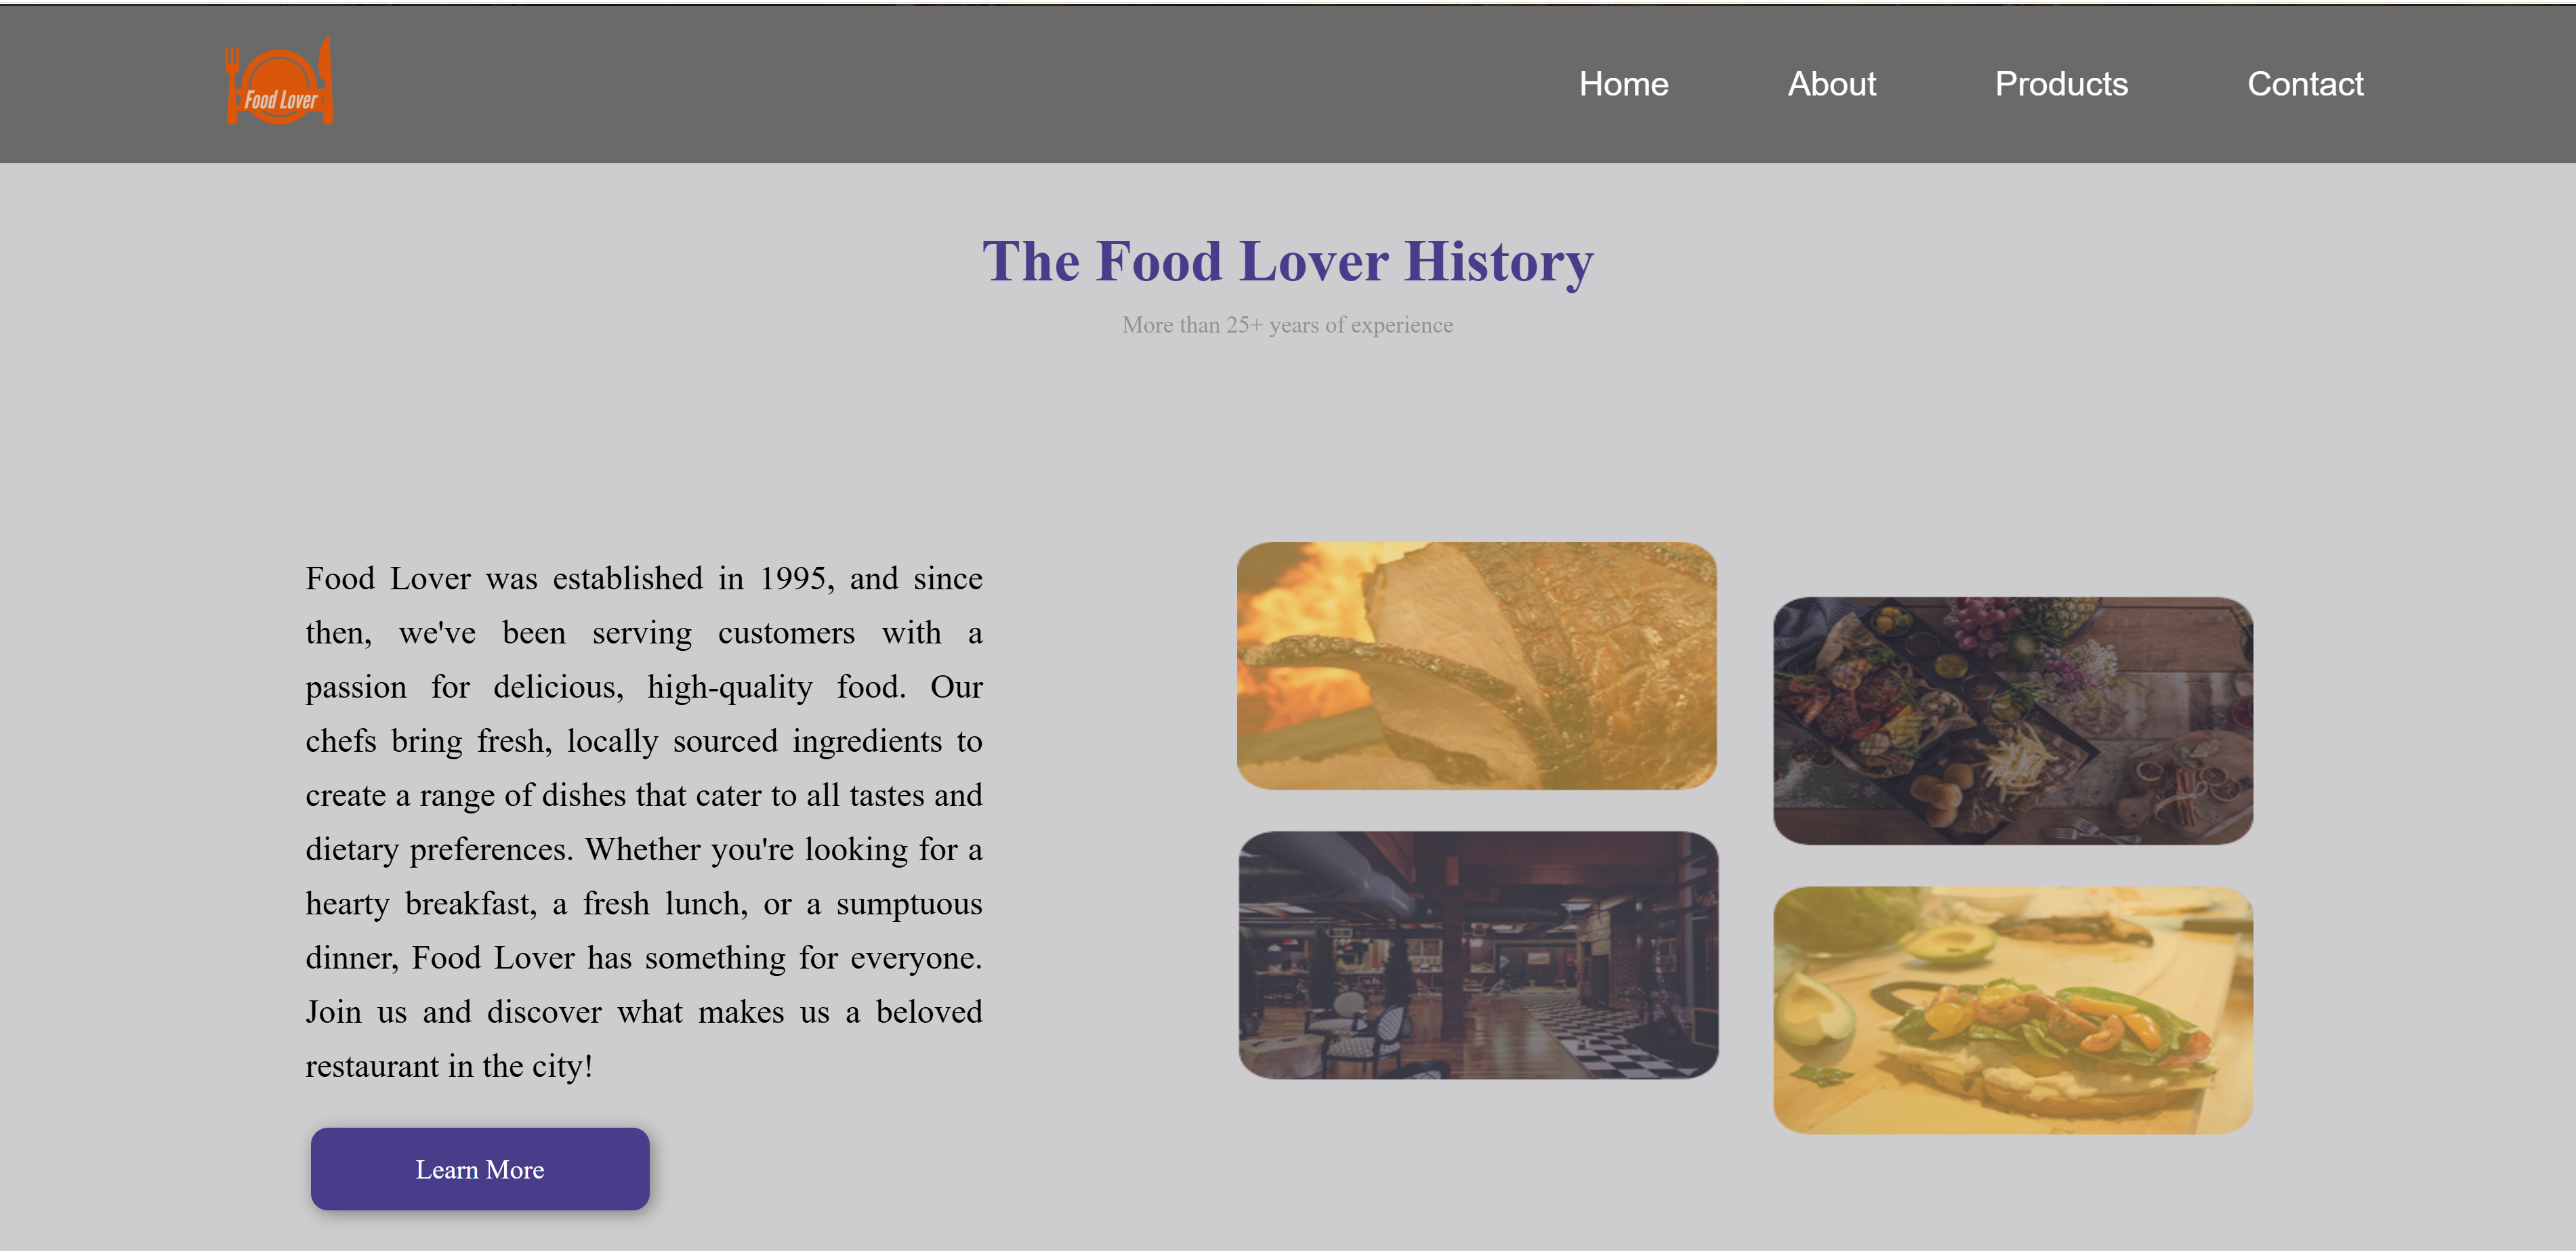 Food Lover
Home
About
Products
Contact
The Food Lover History
More than 25+ years of experience
Food Lover was established in 1995, and since
then, we've been serving customers with a
passion for delicious, high-quality food. Our
chefs bring fresh, locally sourced ingredients to
create a range of dishes that cater to all tastes and
dietary preferences. Whether you're looking for a
hearty breakfast, a fresh lunch, or a sumptuous
dinner, Food Lover has something for everyone.
Join us and discover what makes us a beloved
restaurant in the city!
Learn More